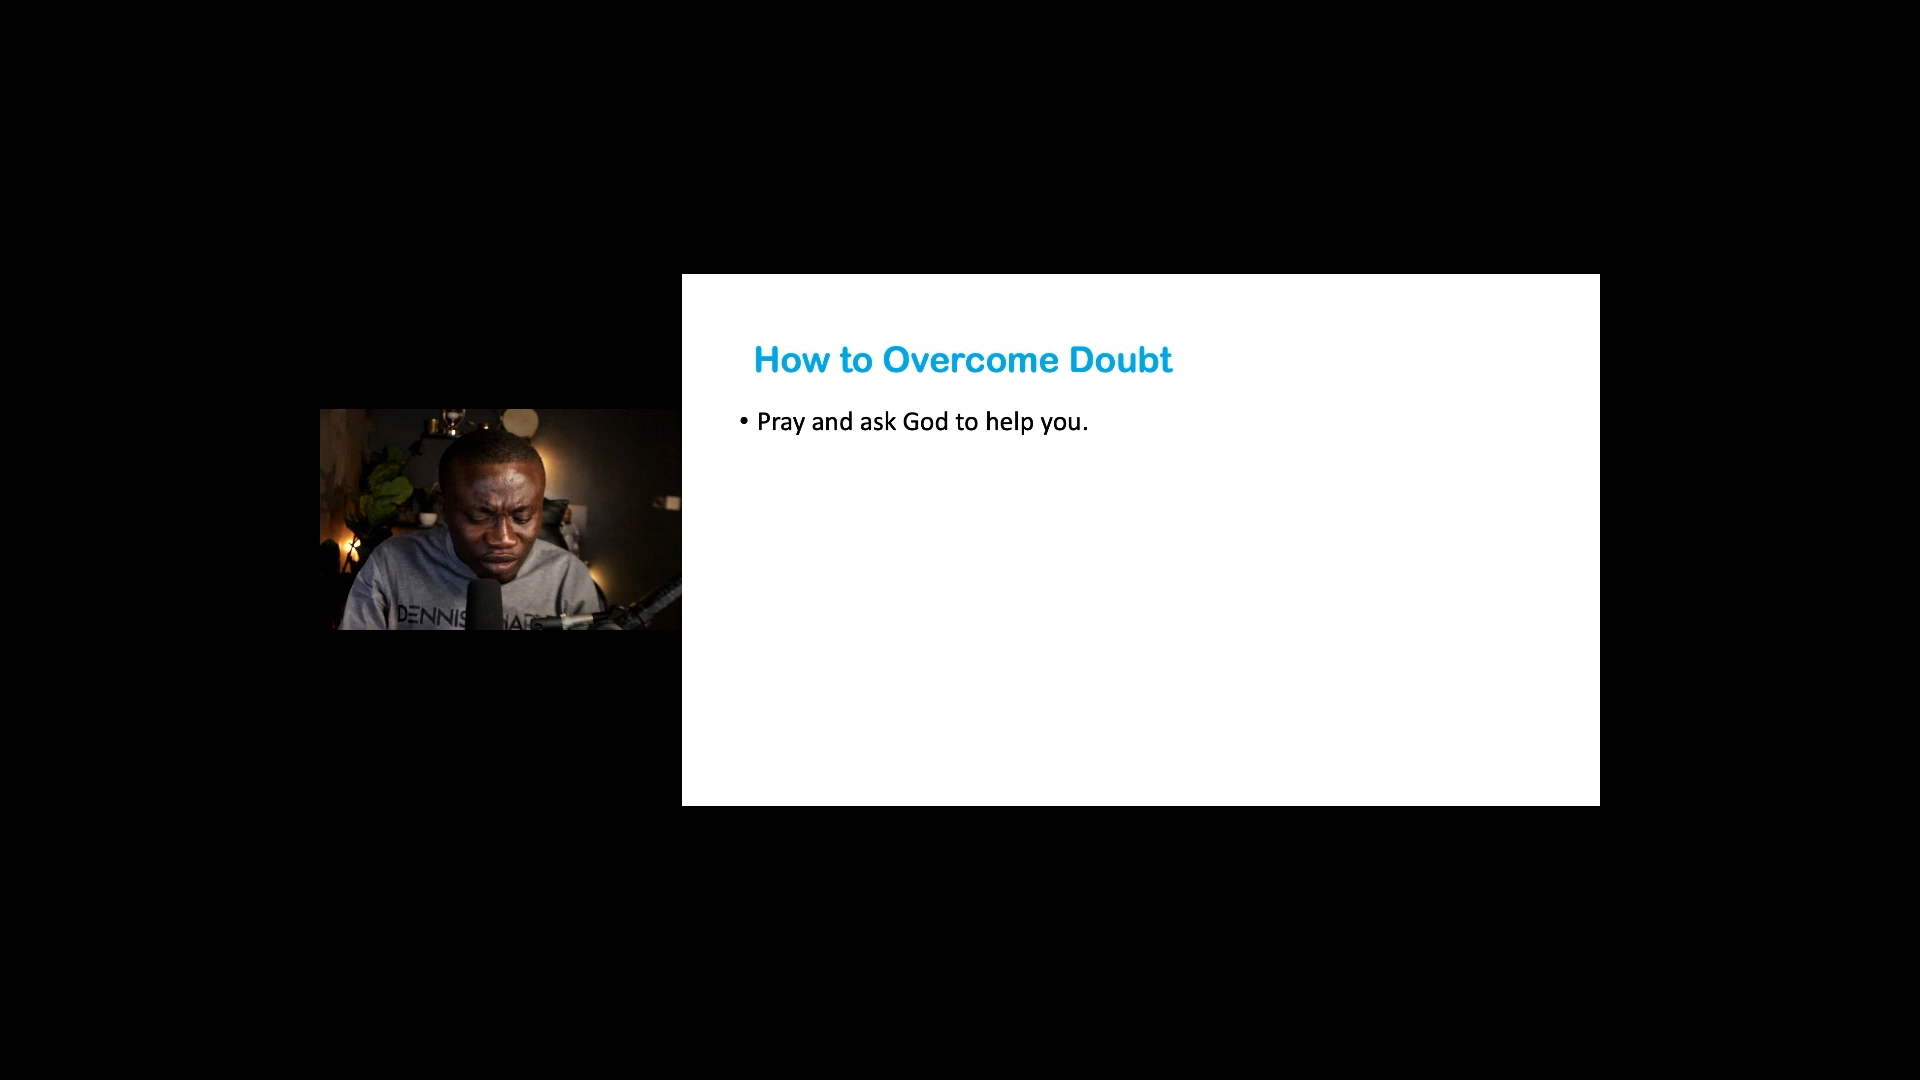 How to Overcome Doubt
• Pray and ask God to help you.
DENNIS